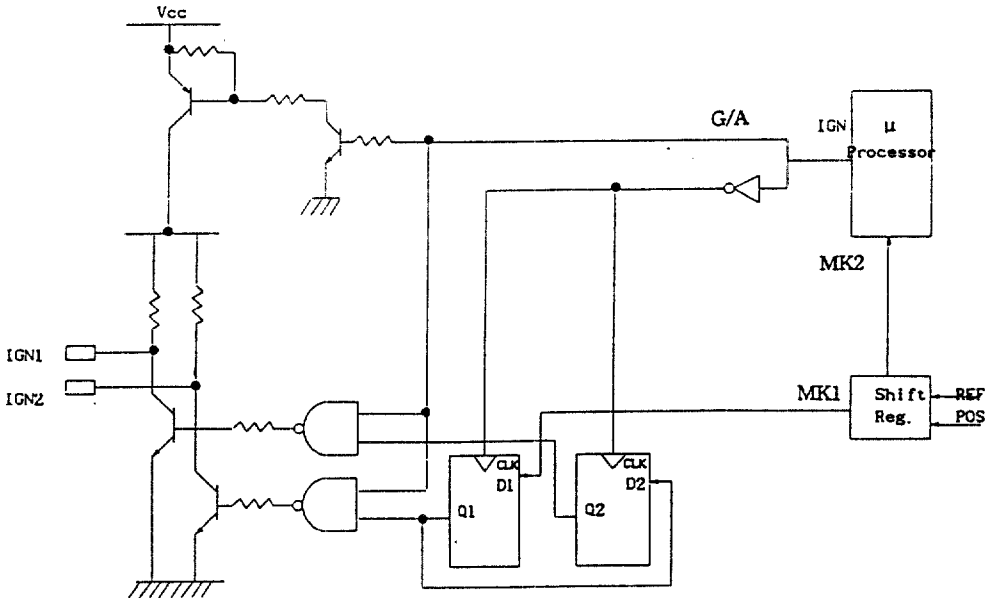 Vcc
G/A
IGN
μ
Processor
MK2
IGN1
IGN2
MK1
Shift
Reg.
REF
POS
CLK
D1
Q1
CLK
D2
Q2